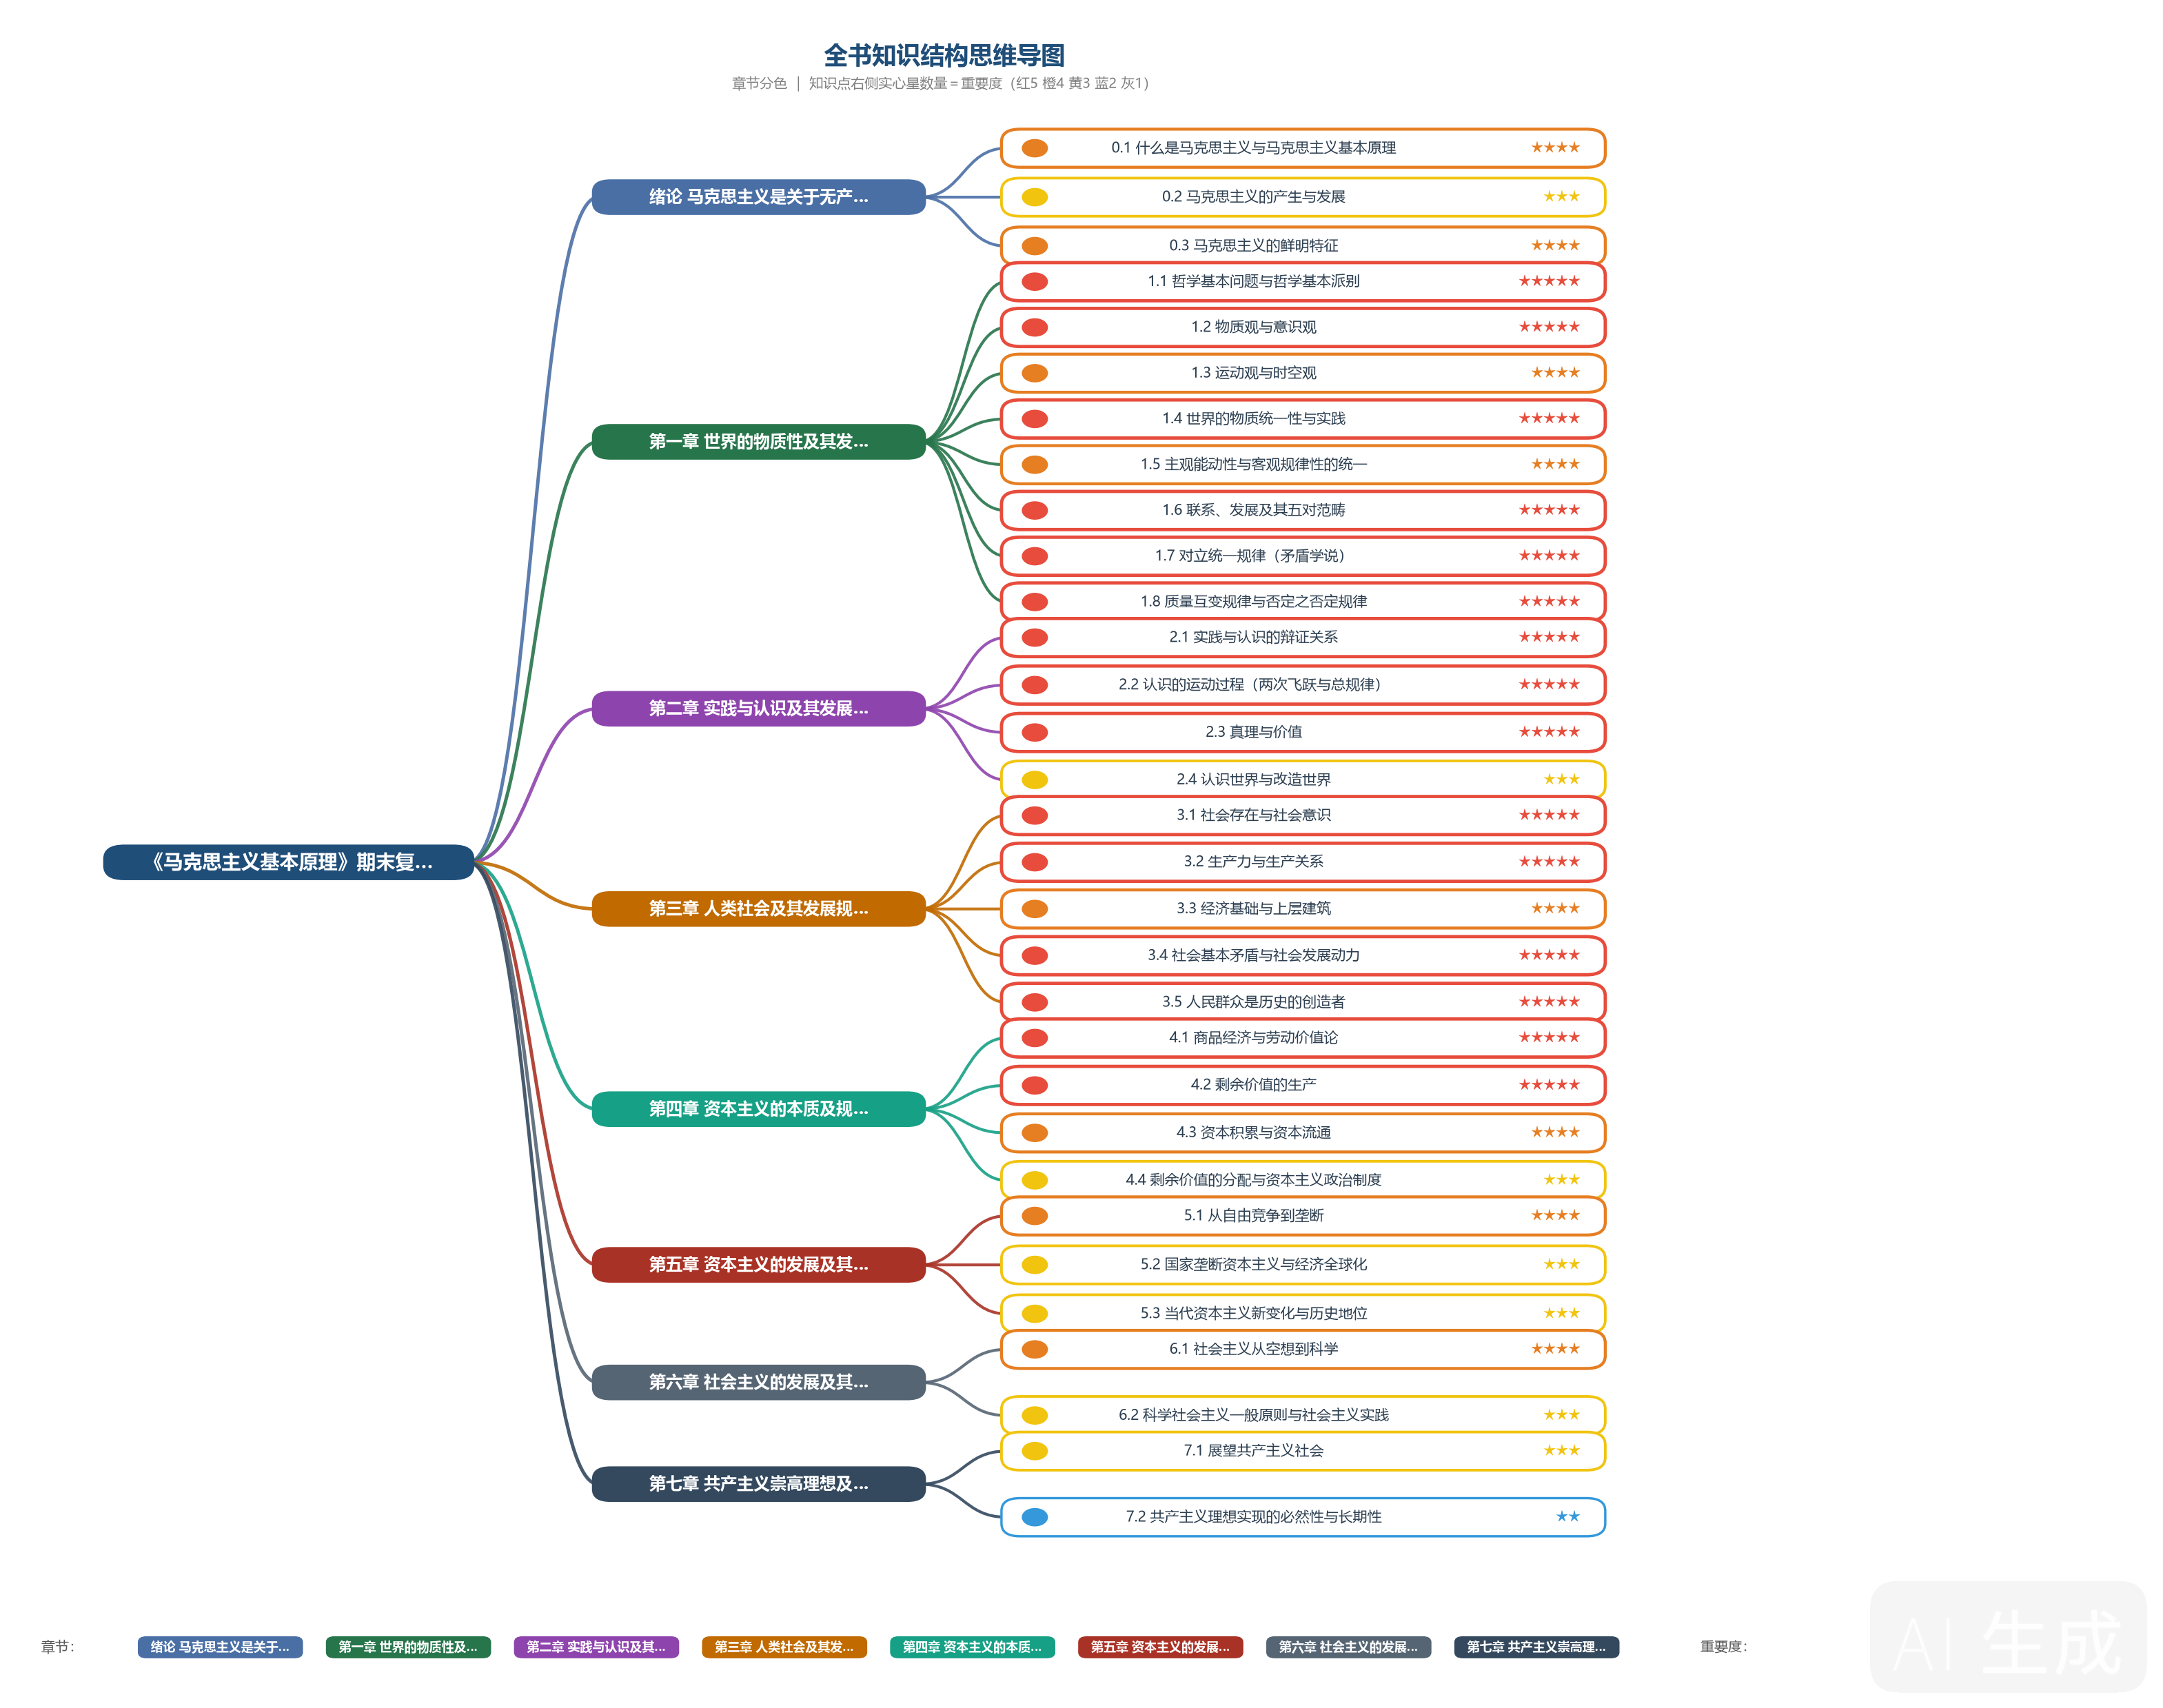 全书知识结构思维导图
章节分色 | 知识点右侧实心星数量=重要度（红5 橙4 黄3 蓝2 灰1）
0.1 什么是马克思主义与马克思主义基本原理 ★★★★
绪论 马克思主义是关于无产...
0.2 马克思主义的产生与发展 ★★★
0.3 马克思主义的鲜明特征 ★★★★
1.1 哲学基本问题与哲学基本派别 ★★★★★
1.2 物质观与意识观 ★★★★★
1.3 运动观与时空观 ★★★★
1.4 世界的物质统一性与实践 ★★★★★
第一章 世界的物质性及其发...
1.5 主观能动性与客观规律性的统一 ★★★★
1.6 联系、发展及其五对范畴 ★★★★★
1.7 对立统一规律（矛盾学说） ★★★★★
1.8 质量互变规律与否定之否定规律 ★★★★★
2.1 实践与认识的辩证关系 ★★★★★
2.2 认识的运动过程（两次飞跃与总规律） ★★★★★
第二章 实践与认识及其发展...
2.3 真理与价值 ★★★★★
2.4 认识世界与改造世界 ★★★
3.1 社会存在与社会意识 ★★★★★
《马克思主义基本原理》期末复...
3.2 生产力与生产关系 ★★★★★
第三章 人类社会及其发展规...
3.3 经济基础与上层建筑 ★★★★
3.4 社会基本矛盾与社会发展动力 ★★★★★
3.5 人民群众是历史的创造者 ★★★★★
4.1 商品经济与劳动价值论 ★★★★★
4.2 剩余价值的生产 ★★★★★
第四章 资本主义的本质及规...
4.3 资本积累与资本流通 ★★★★
4.4 剩余价值的分配与资本主义政治制度 ★★★
5.1 从自由竞争到垄断 ★★★★
第五章 资本主义的发展及其...
5.2 国家垄断资本主义与经济全球化 ★★★
5.3 当代资本主义新变化与历史地位 ★★★
6.1 社会主义从空想到科学 ★★★★
第六章 社会主义的发展及其...
6.2 科学社会主义一般原则与社会主义实践 ★★★
7.1 展望共产主义社会 ★★★
第七章 共产主义崇高理想及...
7.2 共产主义理想实现的必然性与长期性 ★★
章节： 绪论 马克思主义是关于... 第一章 世界的物质性及... 第二章 实践与认识及其... 第三章 人类社会及其发... 第四章 资本主义的本质... 第五章 资本主义的发展... 第六章 社会主义的发展... 第七章 共产主义崇高理... 重要度：
AI 生成